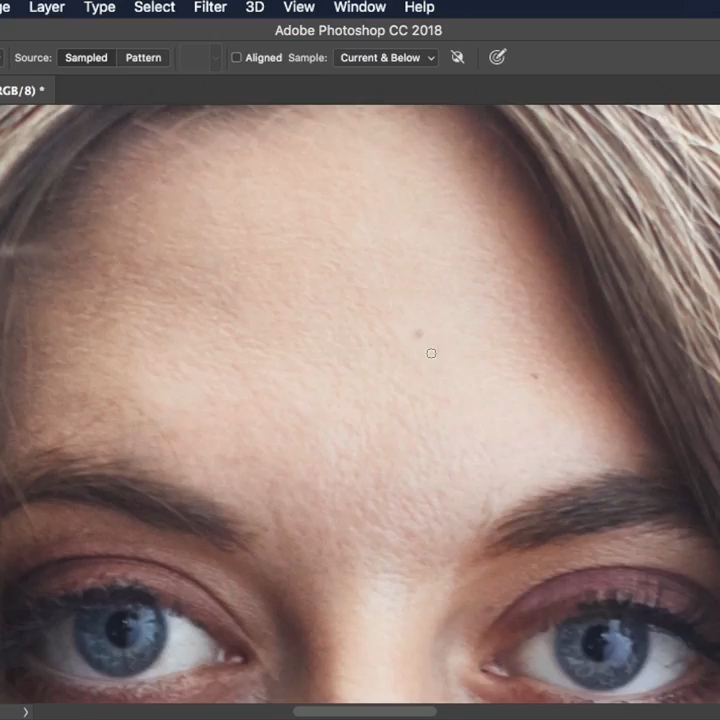 ge Layer Type Select Filter 3D View Window Help
Adobe Photoshop CC 2018
Source: Sampled Pattern Aligned Sample: Current & Below
RGB/8) *